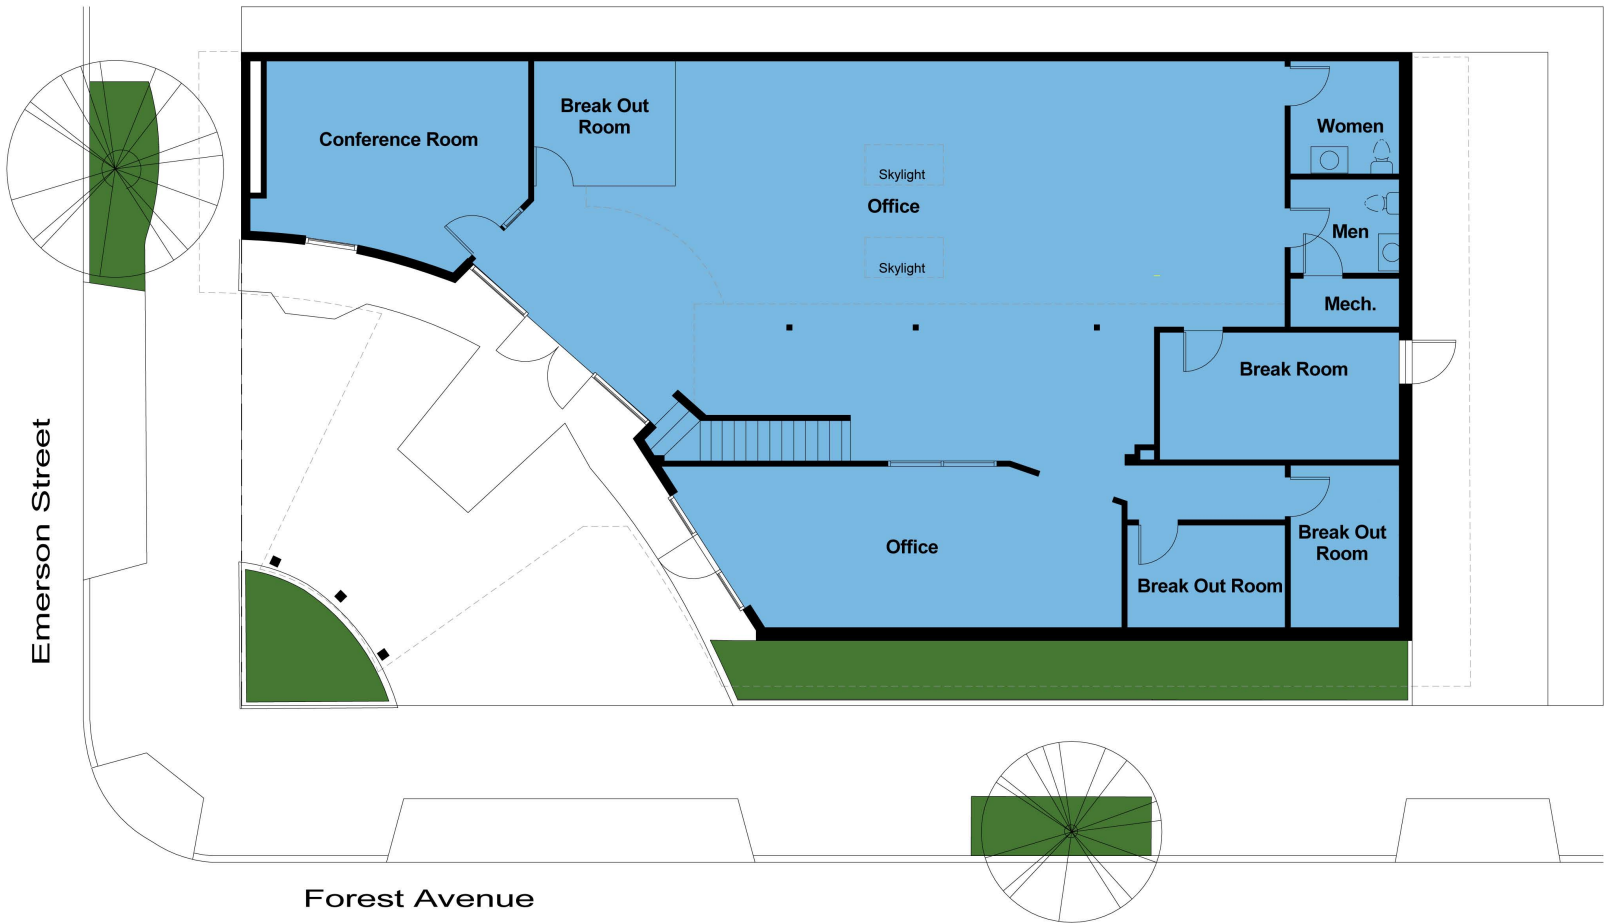 Break Out
Room
Conference Room
Women
Skylight
Office
Men
Skylight
Mech.
Break Room
Emerson Street
Office
Break Out
Room
Break Out Room
Forest Avenue